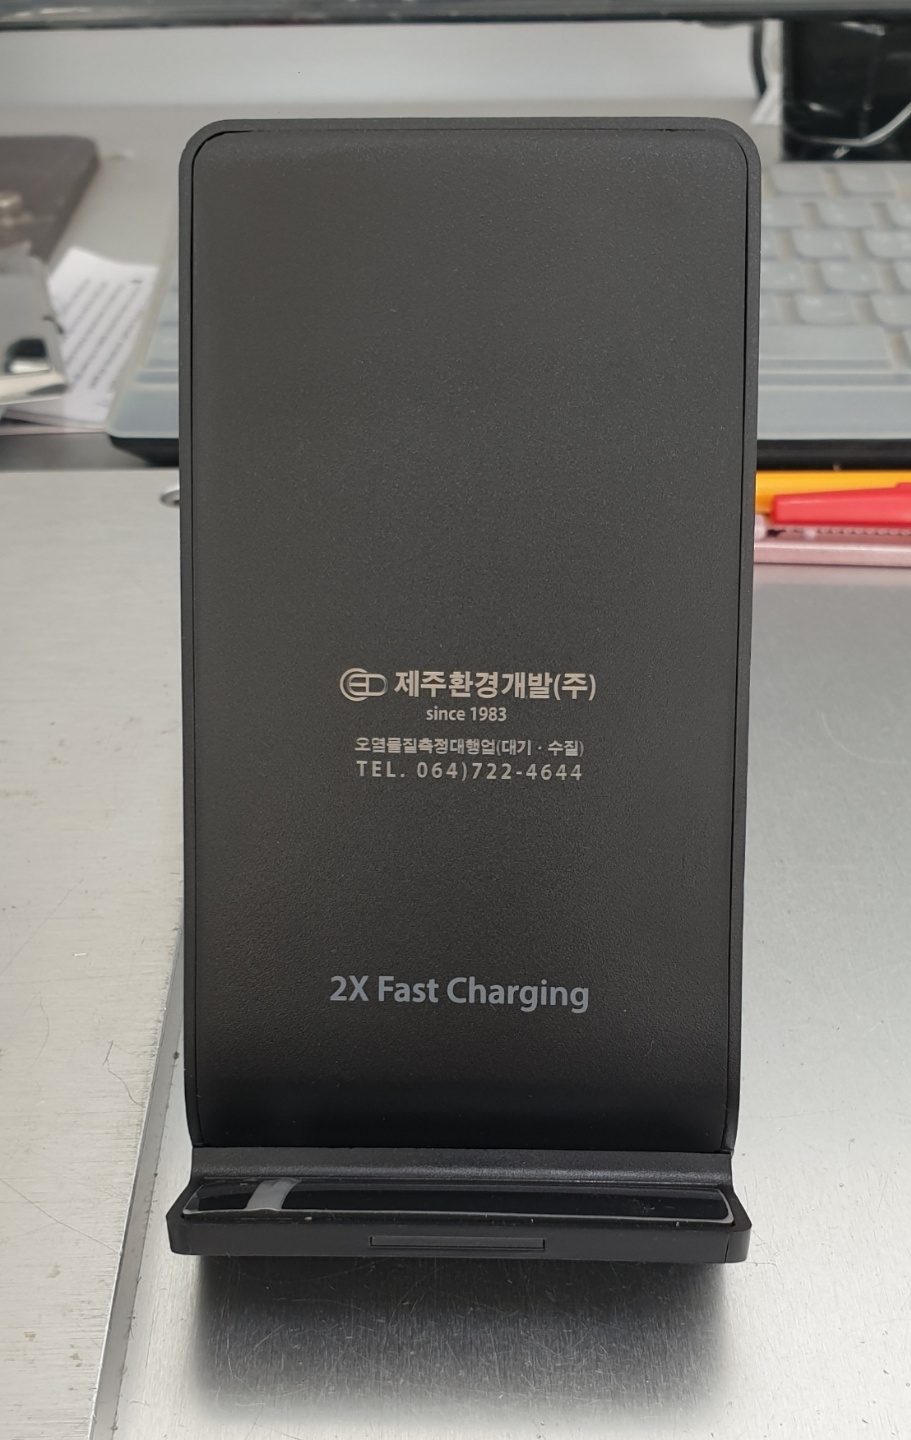 제주환경개발(주)
since 1983
오염물질측정대행업(대기 · 수질)
TEL. 064)722-4644
2X Fast Charging